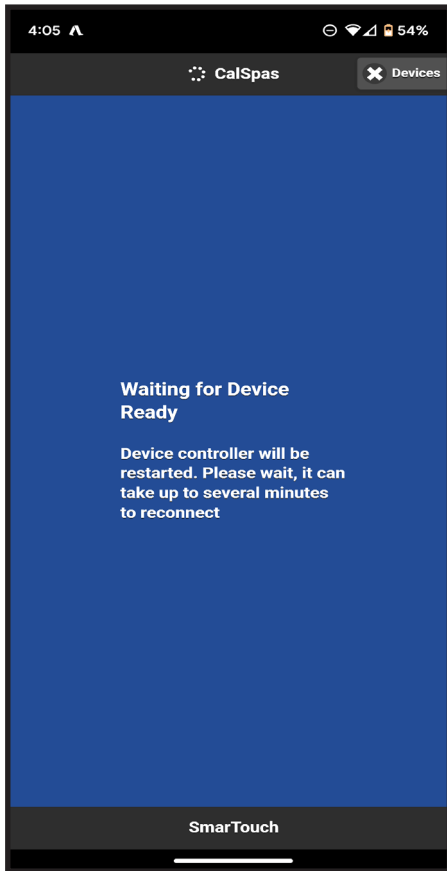 4:05 54%
CalSpas Devices
Waiting for Device
Ready
Device controller will be
restarted. Please wait, it can
take up to several minutes
to reconnect
SmarTouch